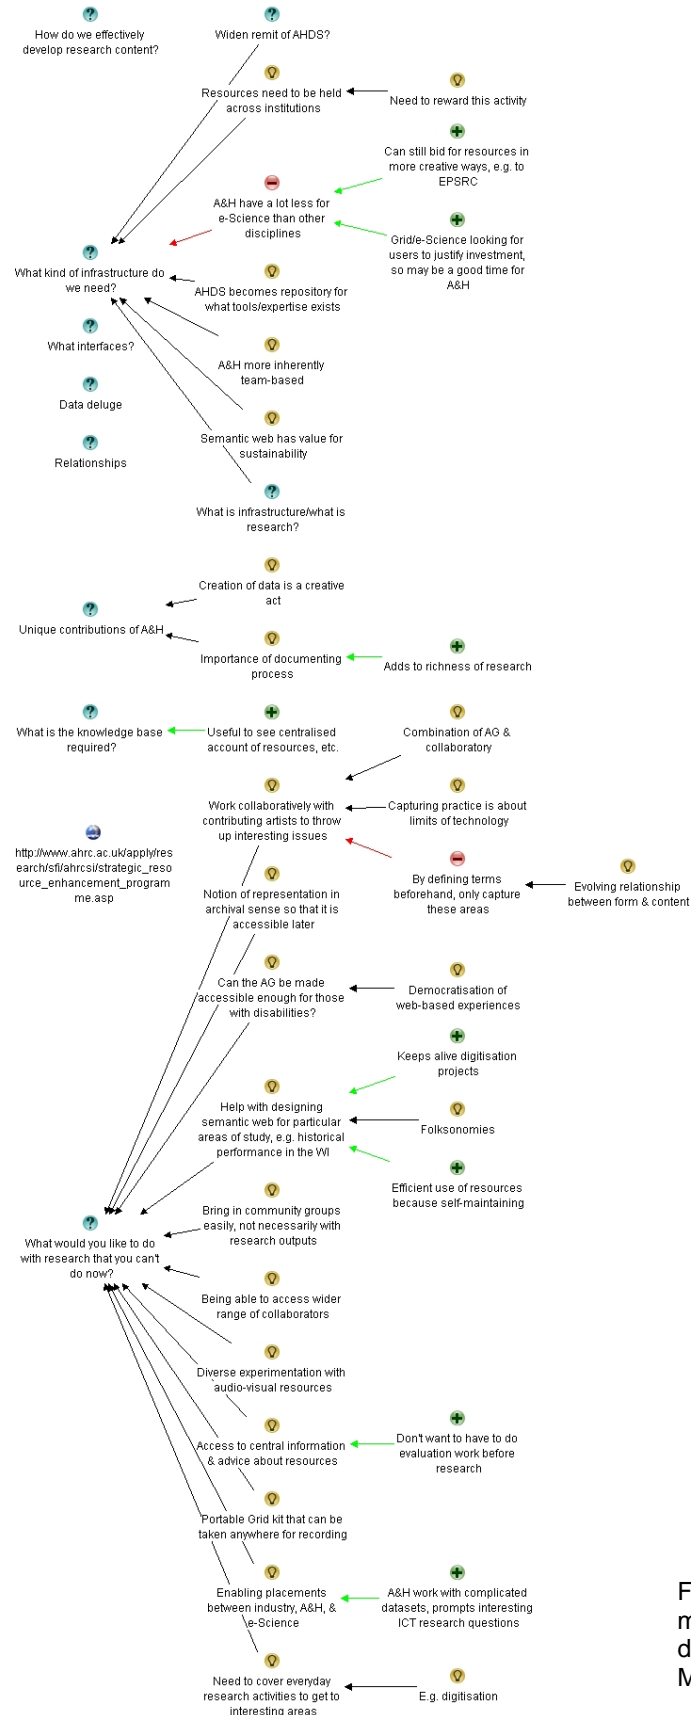 How do we effectively
develop research content?
Widen remit of AHDS?
Resources need to be held
across institutions
Need to reward this activity
Can still bid for resources in
more creative ways, e.g. to
EPSRC
A&H have a lot less for
e-Science than other
disciplines
Grid/e-Science looking for
users to justify investment,
so may be a good time for
A&H
What kind of infrastructure do
we need?
AHDS becomes repository for
what tools/expertise exists
What interfaces?
A&H more inherently
team-based
Data deluge
Semantic web has value for
sustainability
Relationships
What is infrastructure/what is
research?
Creation of data is a creative
act
Unique contributions of A&H
Importance of documenting
process
Adds to richness of research
What is the knowledge base
required?
Useful to see centralised
account of resources, etc.
Combination of AG &
collaboratory
Work collaboratively with
contributing artists to throw
up interesting issues
Capturing practice is about
limits of technology
http://www.ahrc.ac.uk/apply/res
earch/sfi/ahrcsi/strategic_reso
urce_enhancement_program
me.asp
By defining terms
beforehand, only capture
these areas
Evolving relationship
between form & content
Notion of representation in
archival sense so that it is
accessible later
Can the AG be made
accessible enough for those
with disabilities?
Democratisation of
web-based experiences
Keeps alive digitisation
projects
Help with designing
semantic web for particular
areas of study, e.g. historical
performance in the WI
Folksonomies
Efficient use of resources
because self-maintaining
Bring in community groups
easily, not necessarily with
research outputs
What would you like to do
with research that you can't
do now?
Being able to access wider
range of collaborators
Diverse experimentation with
audio-visual resources
Access to central information
& advice about resources
Don't want to have to do
evaluation work before
research
Portable Grid kit that can be
taken anywhere for recording
Enabling placements
between industry, A&H, &
e-Science
A&H work with complicated
datasets, prompts interesting
ICT research questions
Need to cover everyday
research activities to get to
interesting areas
E.g. digitisation
F
m
d
M